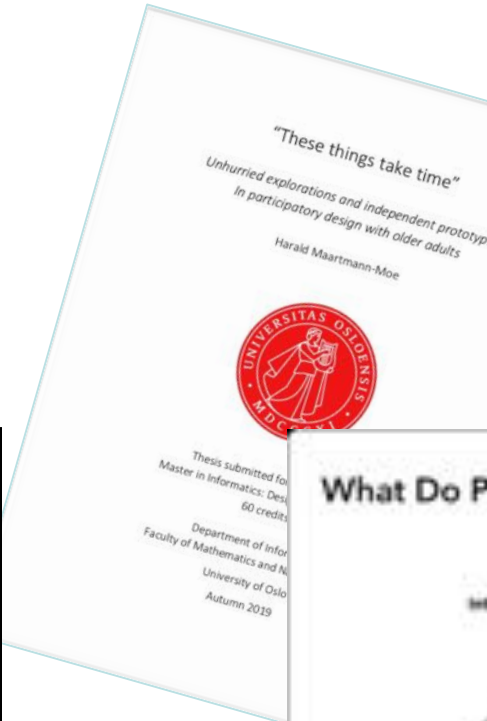 "These things take time"
Unhurried explorations and independent prototyp
In participatory design with older adults
Harald Maartmann-Moe
UNIVERSITAS OSLOENSIS
MDCCCXI
Thesis submitted fo
Master in Informatics: Desi
60 credits
Department of Infor
Faculty of Mathematics and N
University of Oslo
Autumn 2019
What Do P